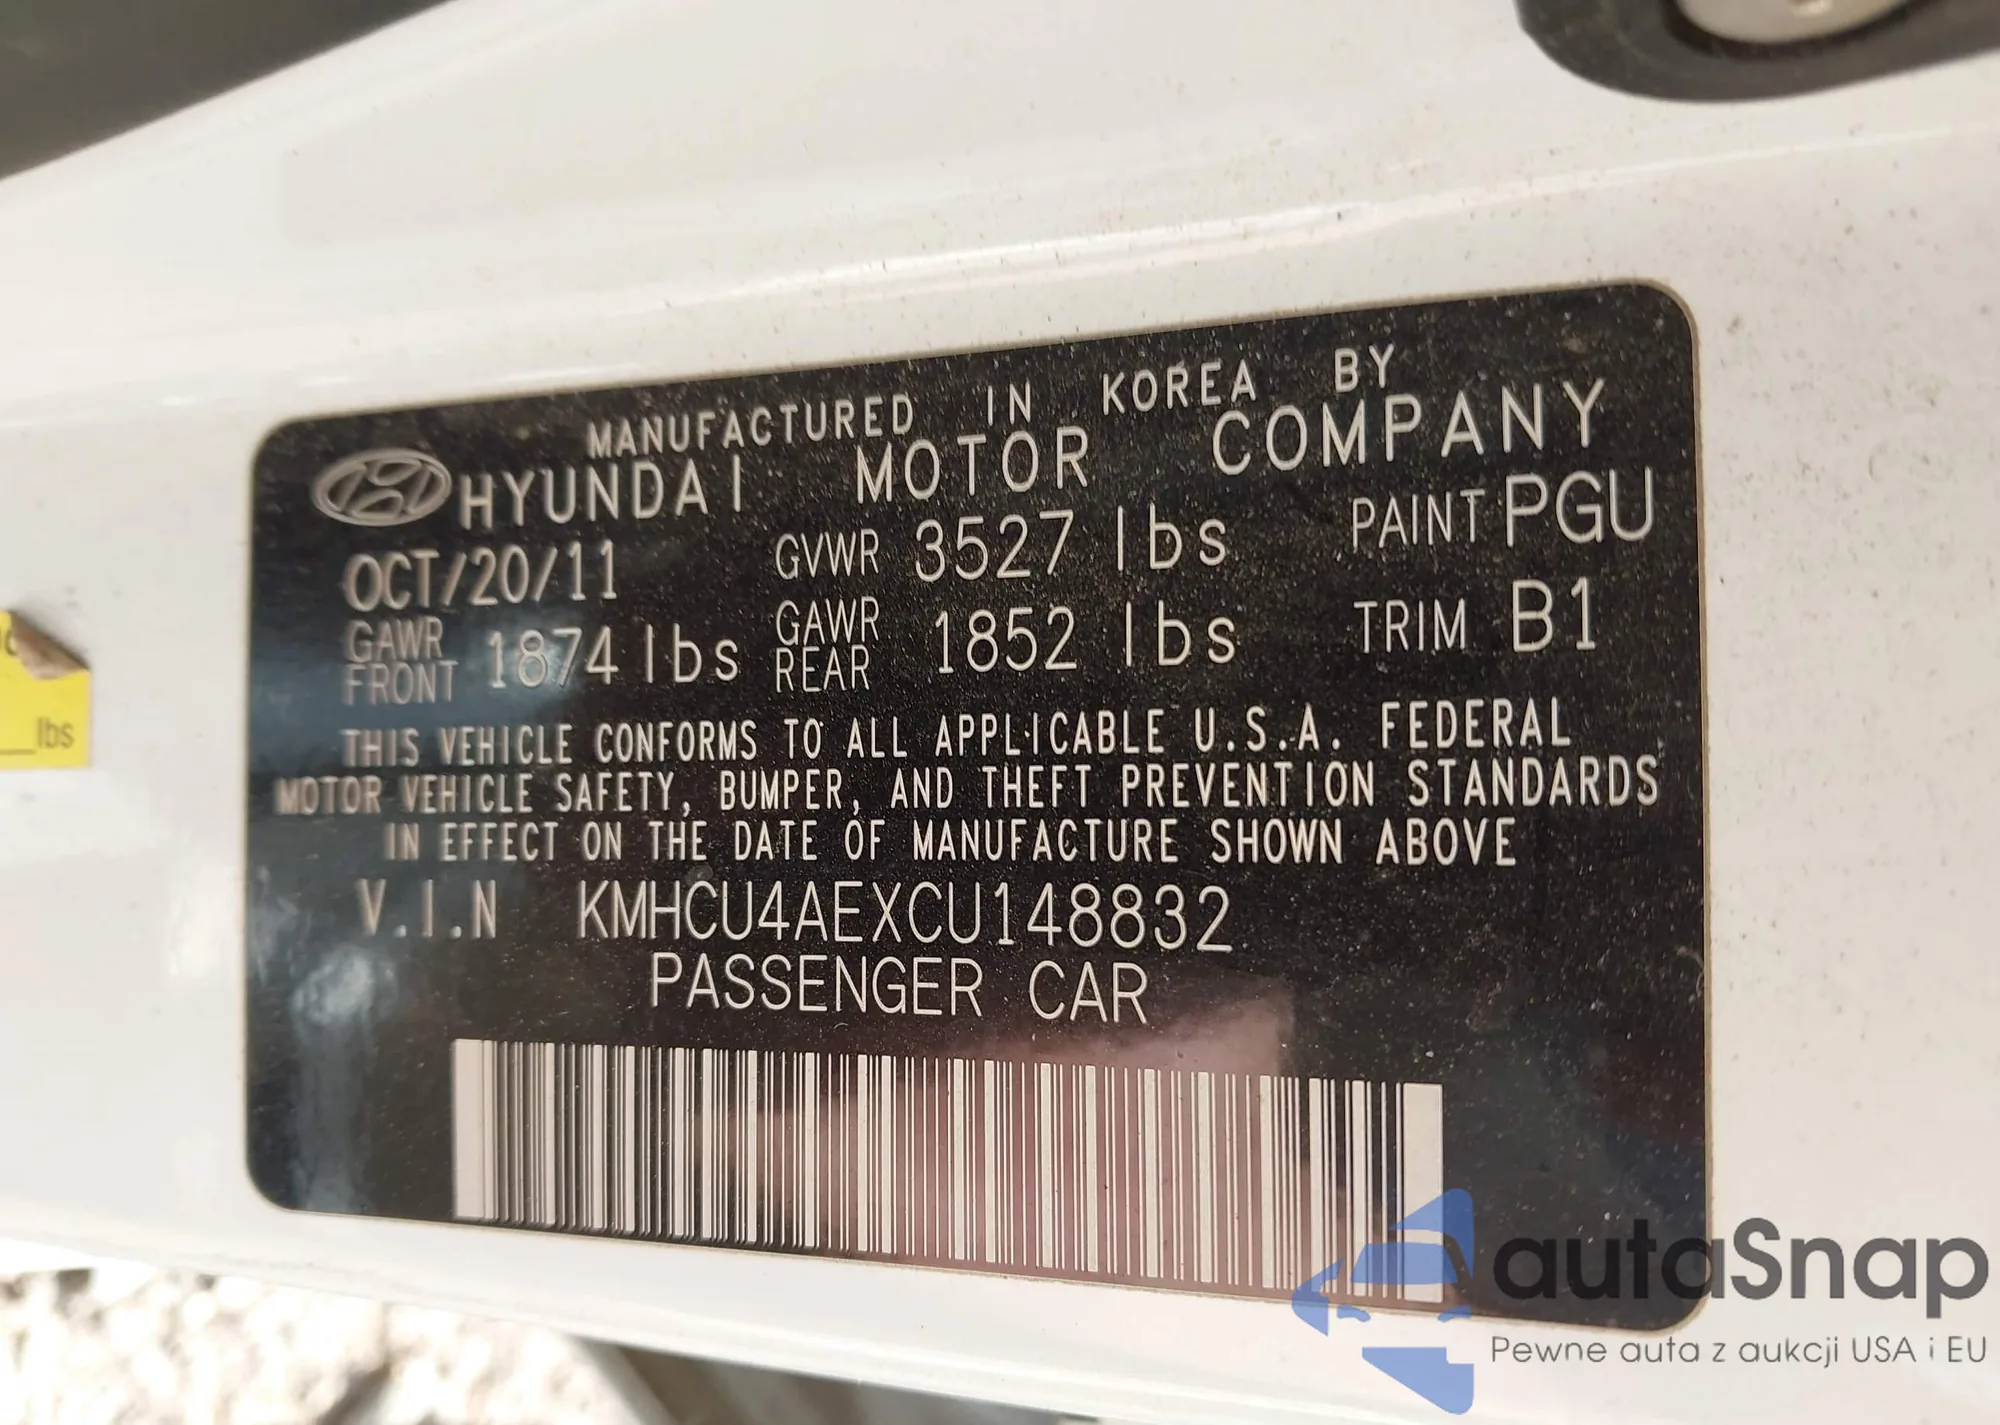 MANUFACTURED IN KOREA BY
HYUNDAI MOTOR COMPANY
OCT/20/11 GVWR 3527 lbs PAINT PGU
GAWR FRONT 1874 lbs GAWR REAR 1852 lbs TRIM B1
THIS VEHICLE CONFORMS TO ALL APPLICABLE U.S.A. FEDERAL
MOTOR VEHICLE SAFETY, BUMPER, AND THEFT PREVENTION STANDARDS
IN EFFECT ON THE DATE OF MANUFACTURE SHOWN ABOVE
V.I.N KMHCU4AEXCU148832
PASSENGER CAR
lbs
autaSnap
Pewne auta z aukcji USA i EU